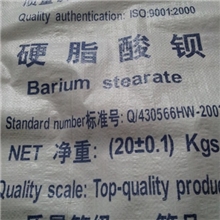 Quality authentication: ISO.9001:2000
硬脂酸钡
Barium stearate
Standard number标准号: Q/430566HW-200
NET 净重: (20±0.1) Kgs
Quality scale: Top-quality produc